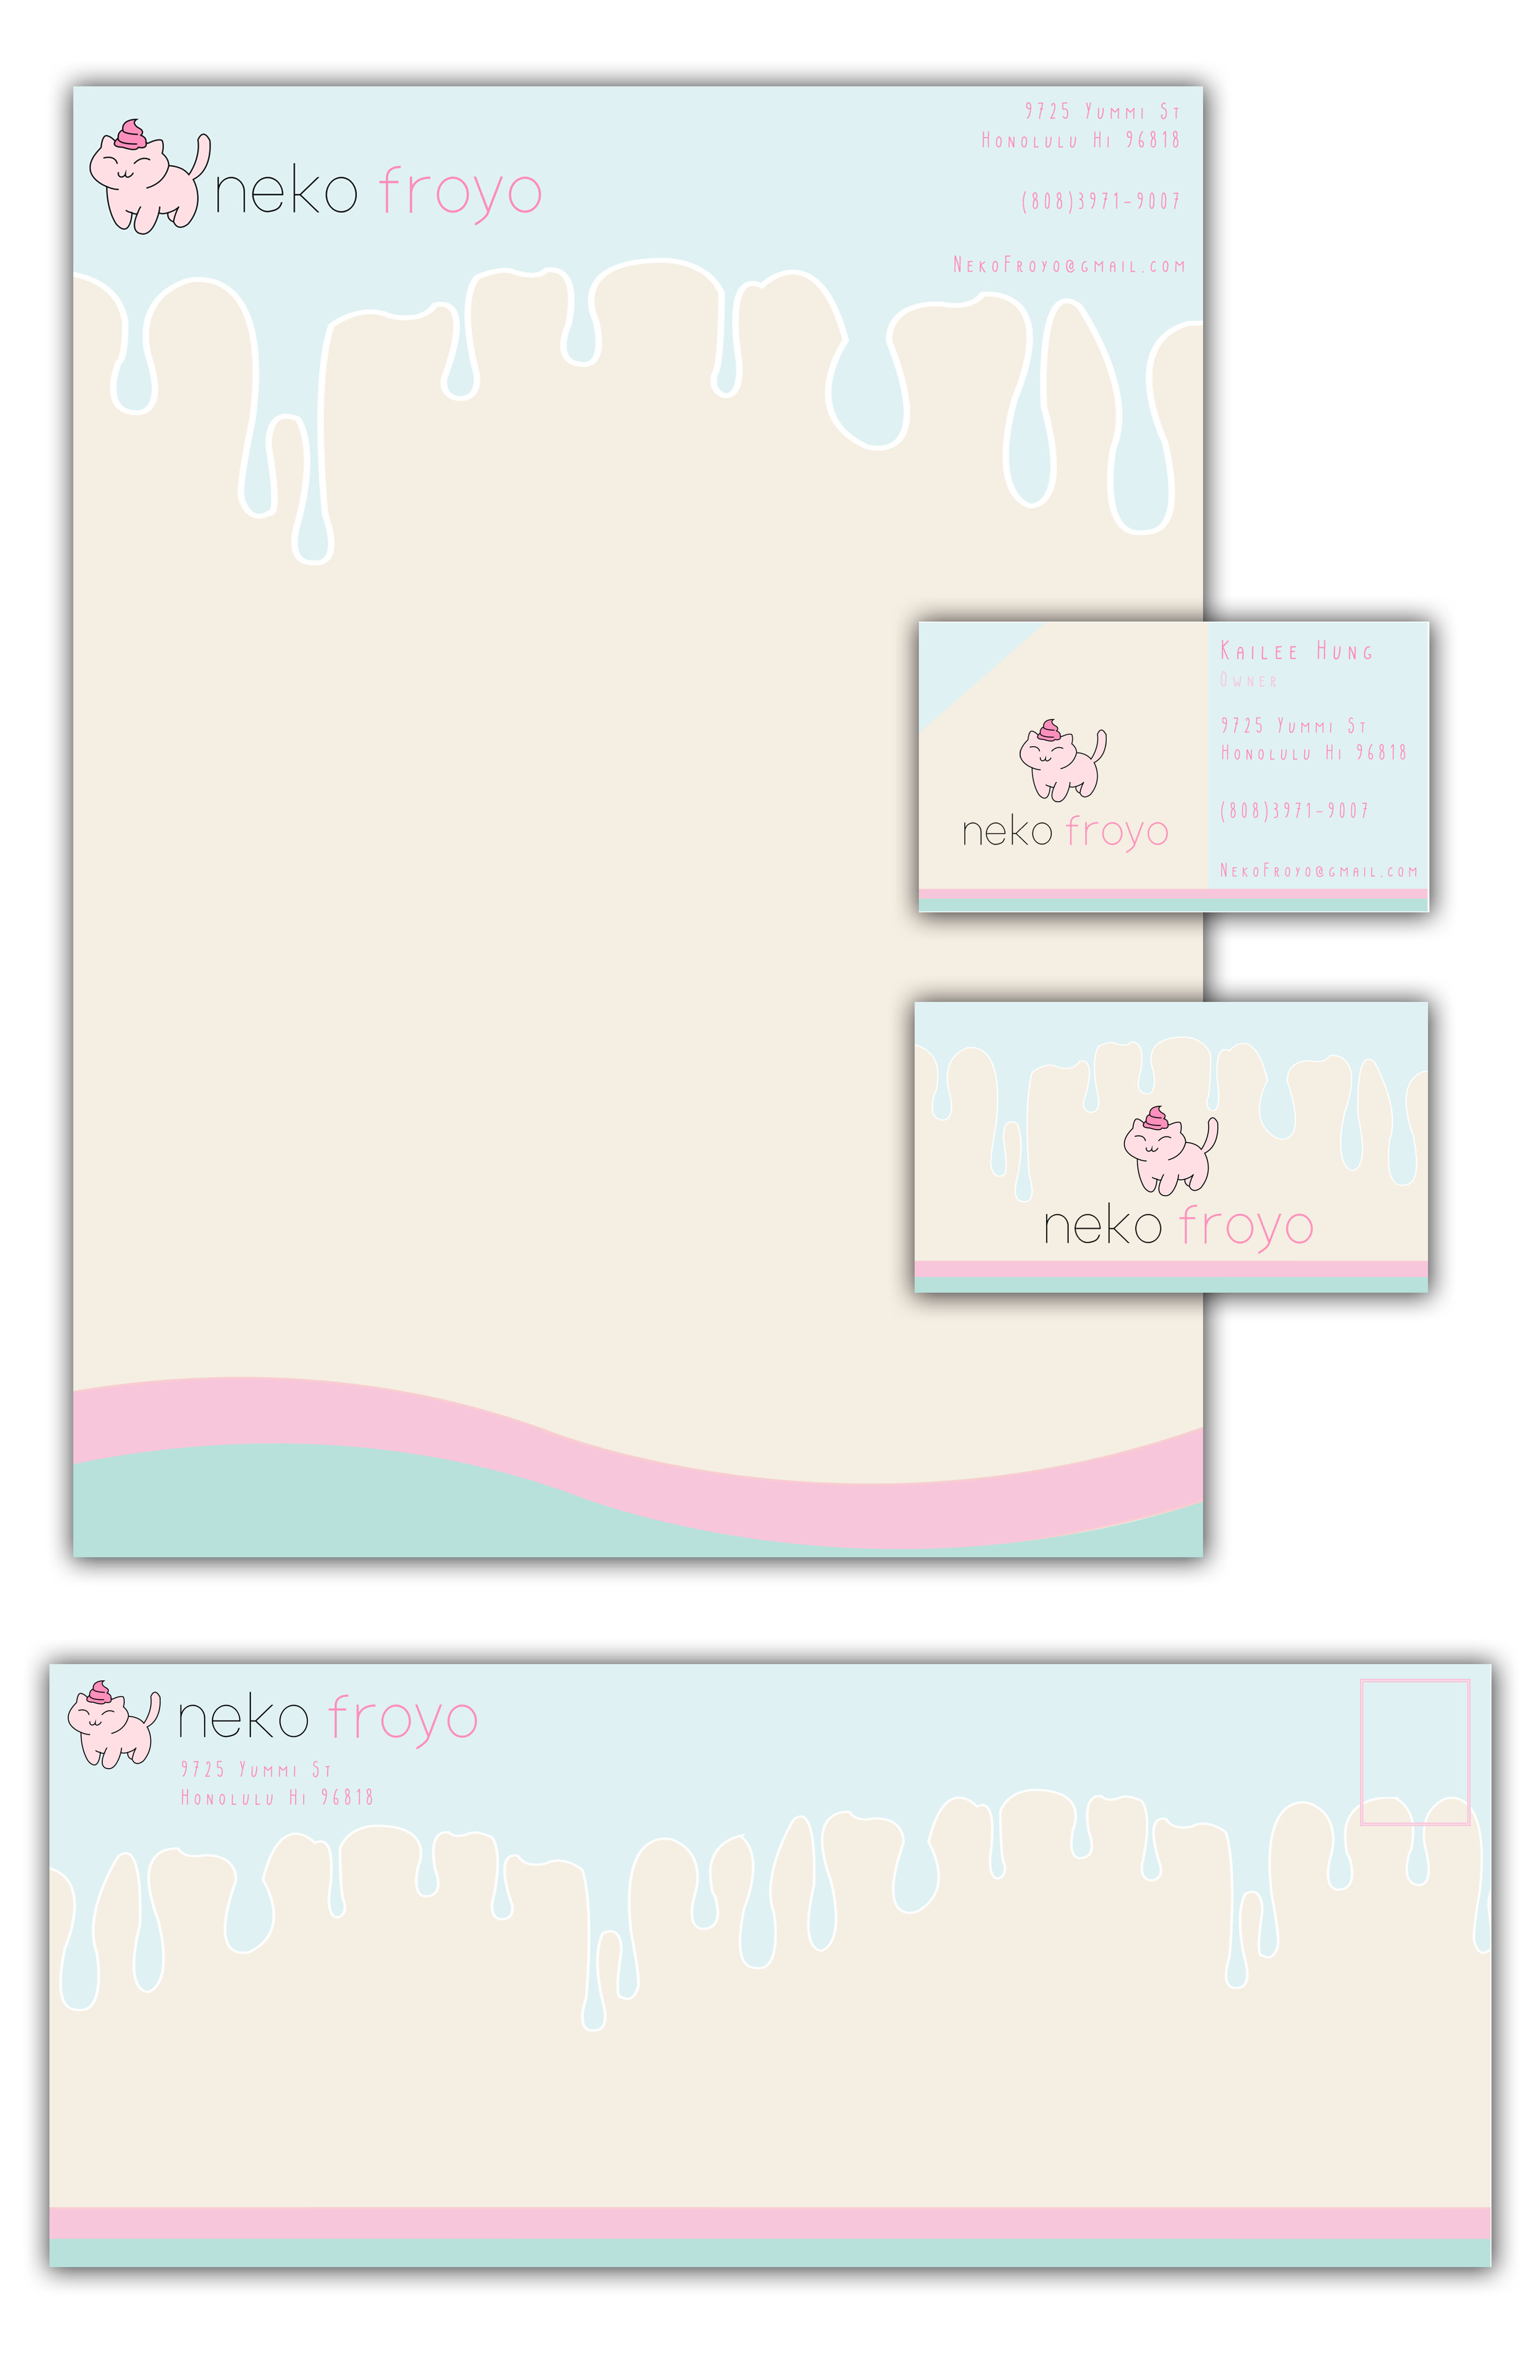 neko froyo
9725 Yummi St
Honolulu Hi 96818
(808)3971-9007
NekoFroyo@gmail.com
Kailee Hung
Owner
9725 Yummi St
Honolulu Hi 96818
(808)3971-9007
NekoFroyo@gmail.com
neko froyo
neko froyo
neko froyo
9725 Yummi St
Honolulu Hi 96818